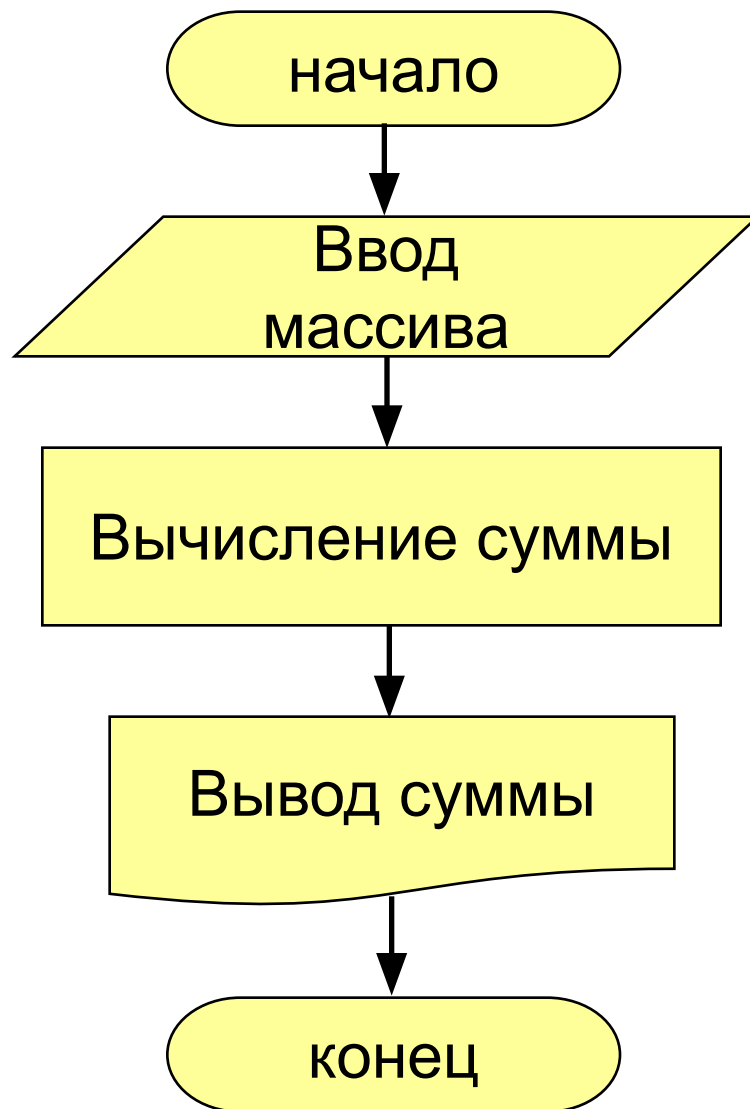 начало
Ввод
массива
Вычисление суммы
Вывод суммы
конец